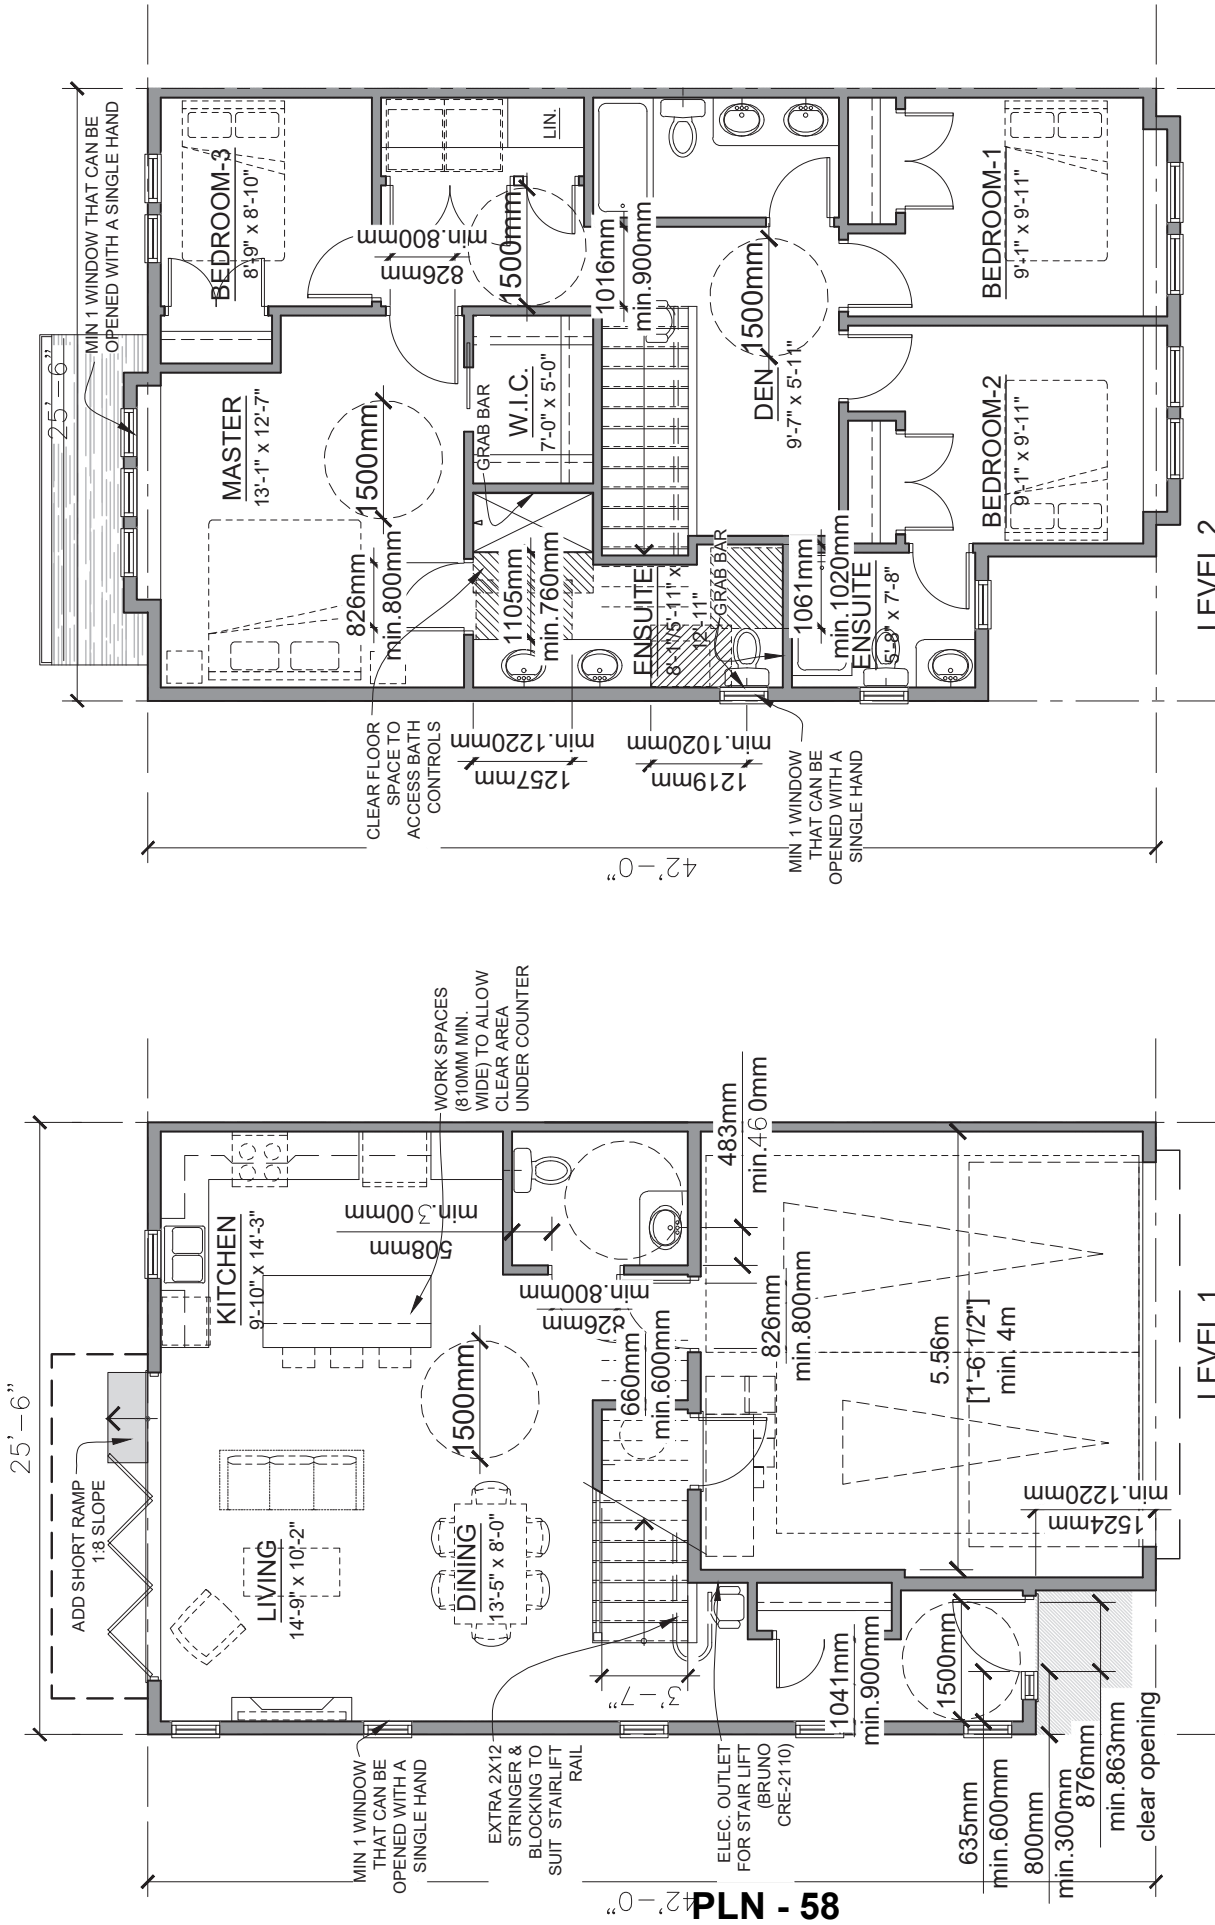 25'-6"
MIN 1 WINDOW THAT CAN BE
OPENED WITH A SINGLE HAND
BEDROOM-3
8'-9" x 8'-10"
MASTER
13'-1" x 12'-7"
1500mm
826mm
min.800mm
826mm
min.800mm
1500mm
LIN.
W.I.C.
7'-0" x 5'-0"
GRAB BAR
CLEAR FLOOR
SPACE TO
ACCESS BATH
CONTROLS
1105mm
min.760mm
1257mm
min.1220mm
1219mm
min.1020mm
ENSUITE
8'-1"/5'-11" x
12'-11"
GRAB BAR
1016mm
min.900mm
1500mm
DEN
9'-7" x 5'-11"
1061mm
min.1020mm
ENSUITE
5'-8" x 7'-8"
MIN 1 WINDOW
THAT CAN BE
OPENED WITH A
SINGLE HAND
BEDROOM-1
9'-1" x 9'-11"
BEDROOM-2
9'-1" x 9'-11"
42'-0"
LEVEL 2
25'-6"
ADD SHORT RAMP
1:8 SLOPE
KITCHEN
9'-10" x 14'-3"
WORK SPACES
(810MM MIN.
WIDE) TO ALLOW
CLEAR AREA
UNDER COUNTER
LIVING
14'-9" x 10'-2"
DINING
13'-5" x 8'-0"
1500mm
508mm
min.300mm
826mm
min.800mm
660mm
min.600mm
483mm
min.460mm
826mm
min.800mm
5.56m
[1'-6 1/2"]
min. 4m
1524mm
min.1220mm
3'-7"
MIN 1 WINDOW
THAT CAN BE
OPENED WITH A
SINGLE HAND
EXTRA 2X12
STRINGER &
BLOCKING TO
SUIT STAIRLIFT
RAIL
ELEC. OUTLET
FOR STAIR LIFT
(BRUNO
CRE-2110)
1041mm
min.900mm
1500mm
635mm
min.600mm
800mm
min.300mm
876mm
min.863mm
clear opening
42'-0"
LEVEL 1
PLN - 58